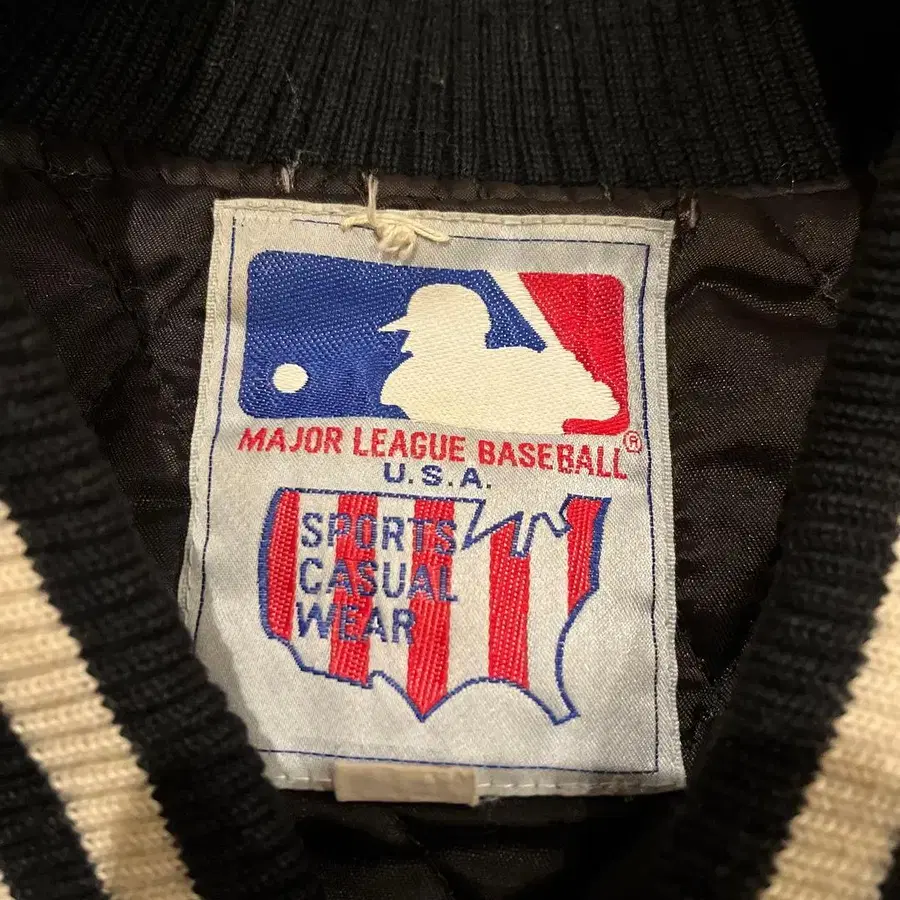 MAJOR LEAGUE BASEBALL®
U.S.A.
SPORTS
CASUAL
WEAR